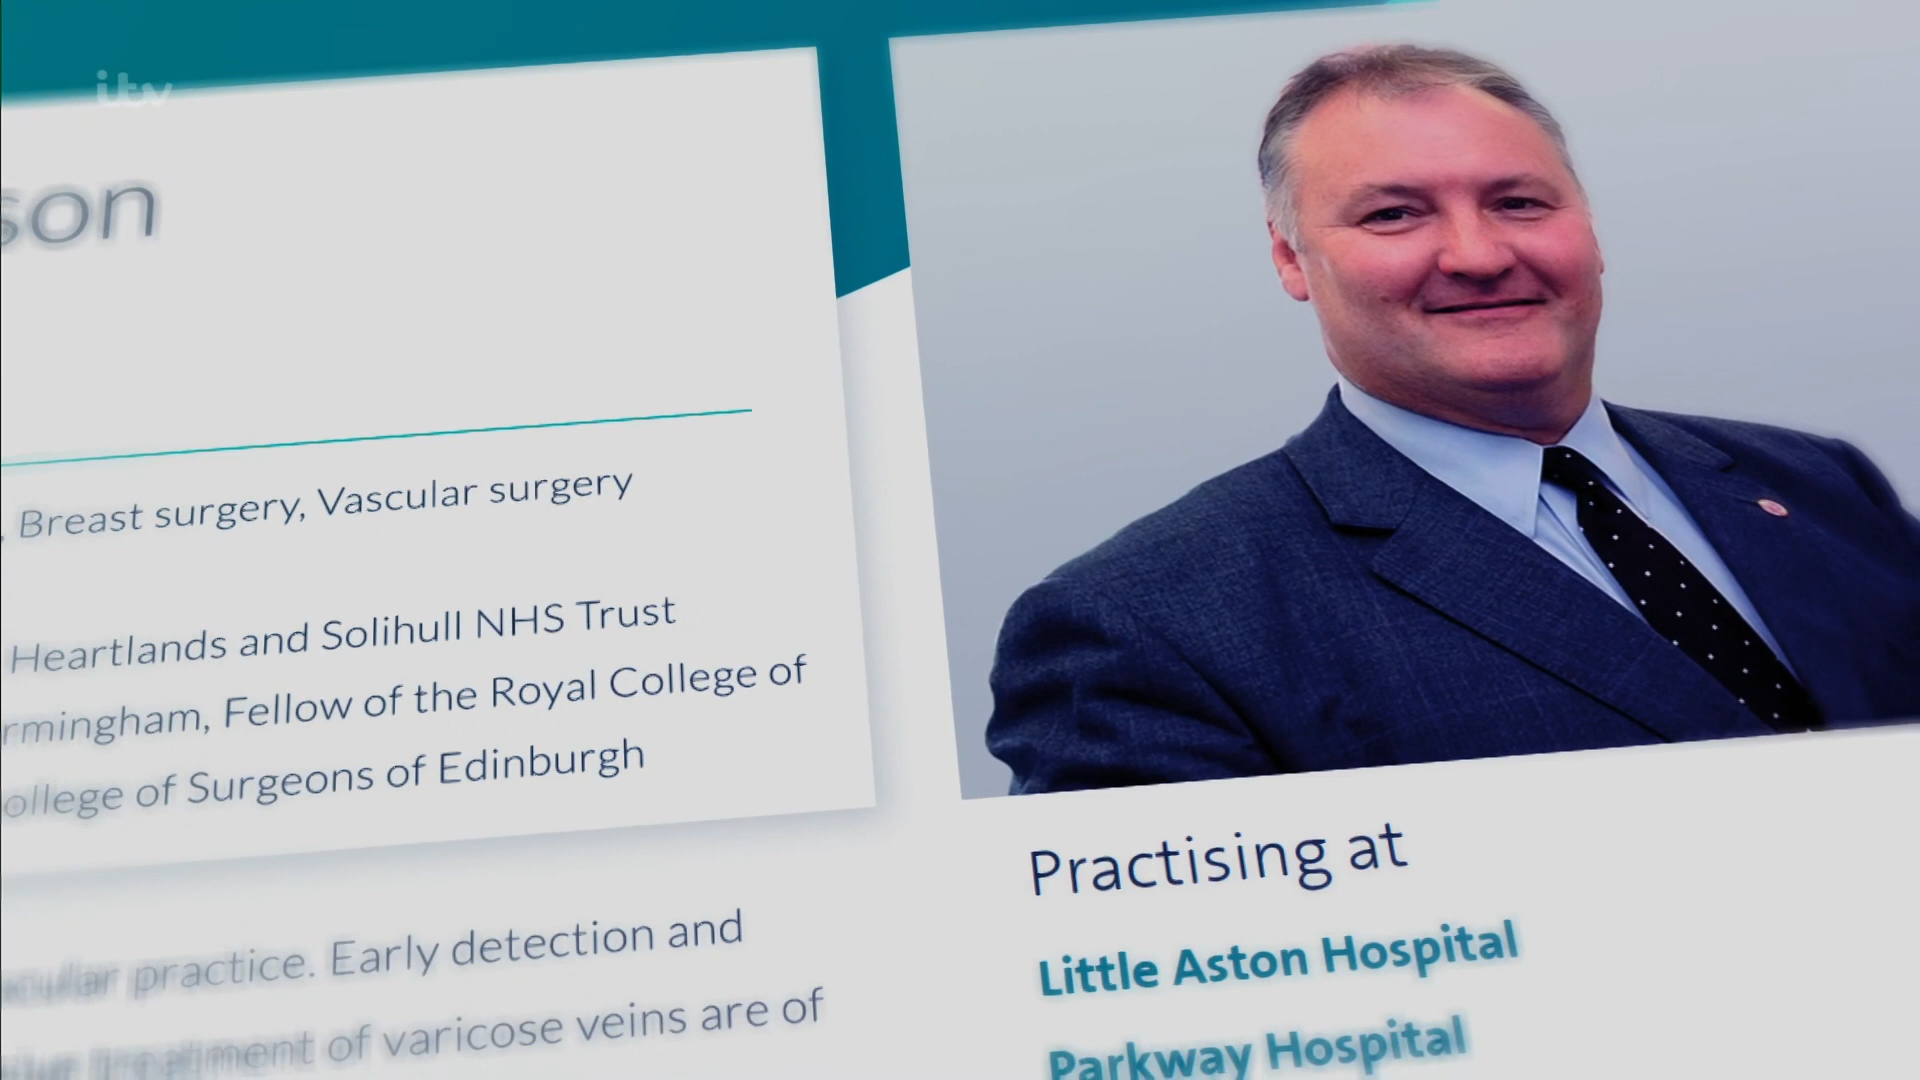 itv
son
, Breast surgery, Vascular surgery
Heartlands and Solihull NHS Trust
rmingham, Fellow of the Royal College of
ollege of Surgeons of Edinburgh
practice. Early detection and
treatment of varicose veins are of
Practising at
Little Aston Hospital
Parkway Hospital